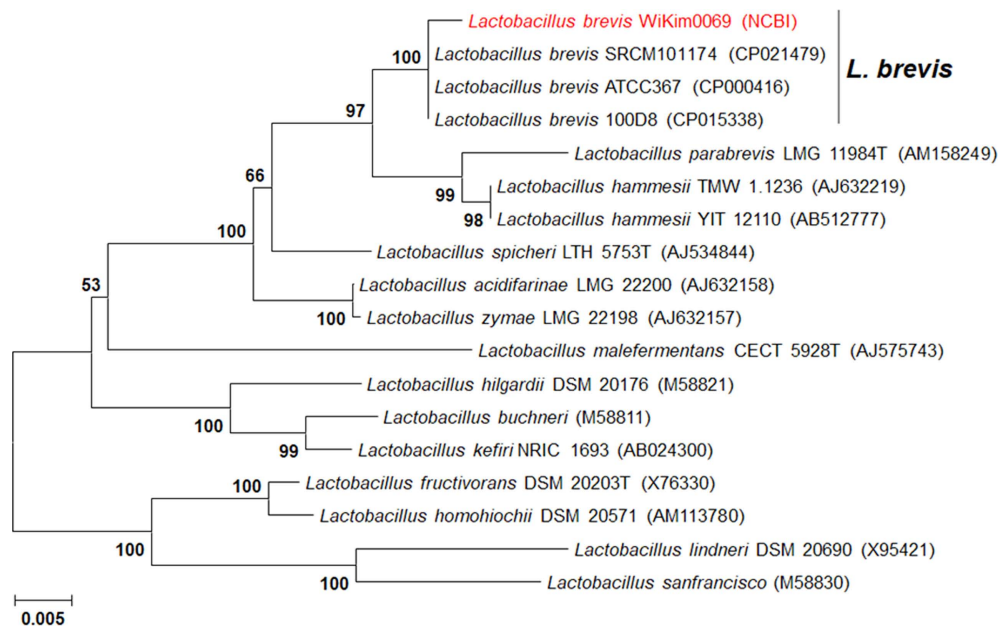 Lactobacillus brevis WiKim0069 (NCBI)
100
Lactobacillus brevis SRCM101174 (CP021479)
L. brevis
Lactobacillus brevis ATCC367 (CP000416)
97
Lactobacillus brevis 100D8 (CP015338)
Lactobacillus parabrevis LMG 11984T (AM158249)
66
99
Lactobacillus hammesii TMW 1.1236 (AJ632219)
98
Lactobacillus hammesii YIT 12110 (AB512777)
100
Lactobacillus spicheri LTH 5753T (AJ534844)
53
Lactobacillus acidifarinae LMG 22200 (AJ632158)
100
Lactobacillus zymae LMG 22198 (AJ632157)
Lactobacillus malefermentans CECT 5928T (AJ575743)
Lactobacillus hilgardii DSM 20176 (M58821)
100
Lactobacillus buchneri (M58811)
99
Lactobacillus kefiri NRIC 1693 (AB024300)
100
Lactobacillus fructivorans DSM 20203T (X76330)
Lactobacillus homohiochii DSM 20571 (AM113780)
100
Lactobacillus lindneri DSM 20690 (X95421)
100
Lactobacillus sanfrancisco (M58830)
0.005